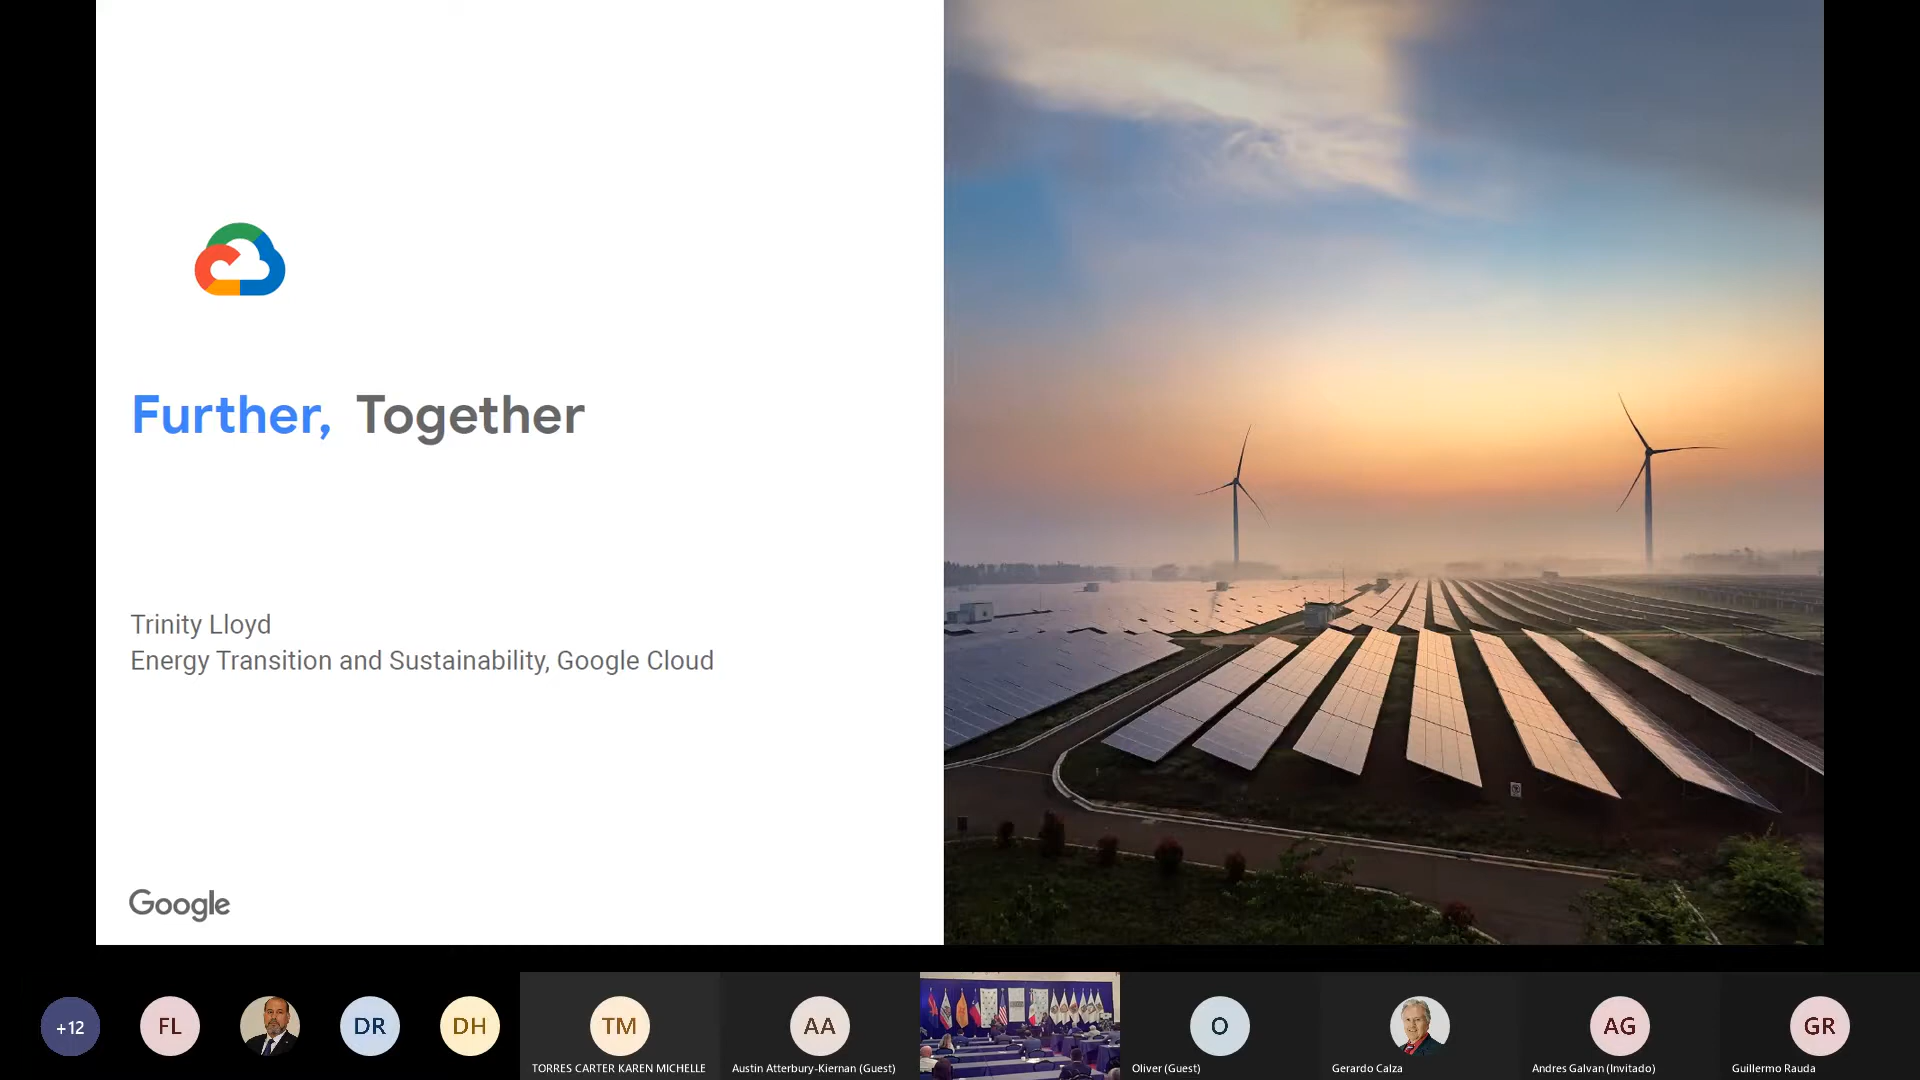 Further, Together
Trinity Lloyd
Energy Transition and Sustainability, Google Cloud
Google
+12
FL
DR
DH
TM
TORRES CARTER KAREN MICHELLE
AA
Austin Atterbury-Kiernan (Guest)
O
Oliver (Guest)
Gerardo Calza
AG
Andres Galvan (Invitado)
GR
Guillermo Rauda